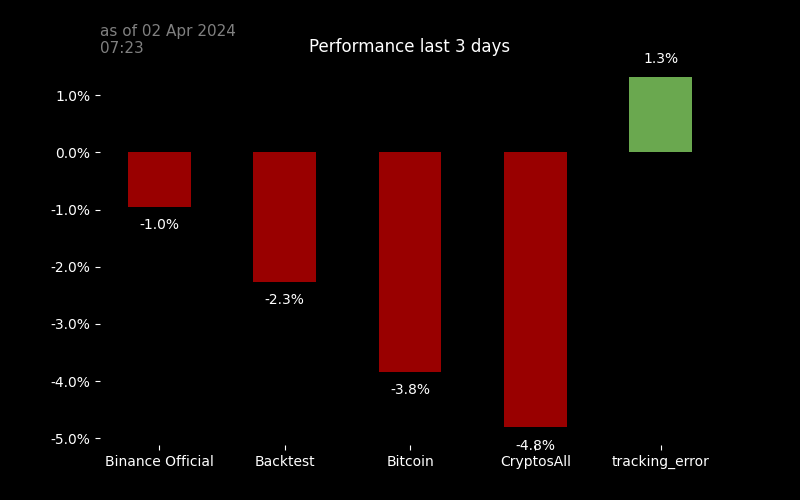 as of 02 Apr 2024
07:23
Performance last 3 days
1.3%
1.0%
0.0%
-1.0%
-2.0%
-3.0%
-4.0%
-5.0%
-1.0%
-2.3%
-3.8%
-4.8%
Binance Official
Backtest
Bitcoin
CryptosAll
tracking_error